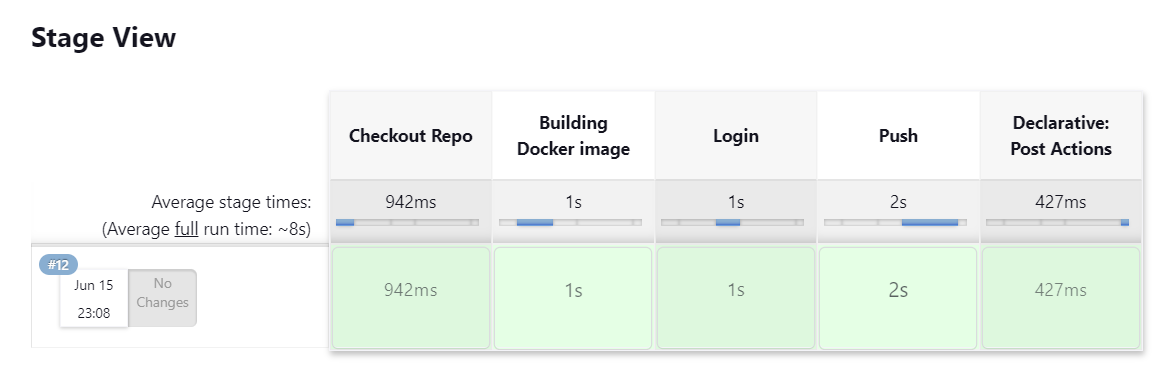 Stage View
Checkout Repo
Building
Docker image
Login
Push
Declarative:
Post Actions
Average stage times:
(Average full run time: ~8s)
942ms
1s
1s
2s
427ms
#12
Jun 15
23:08
No
Changes
942ms
1s
1s
2s
427ms